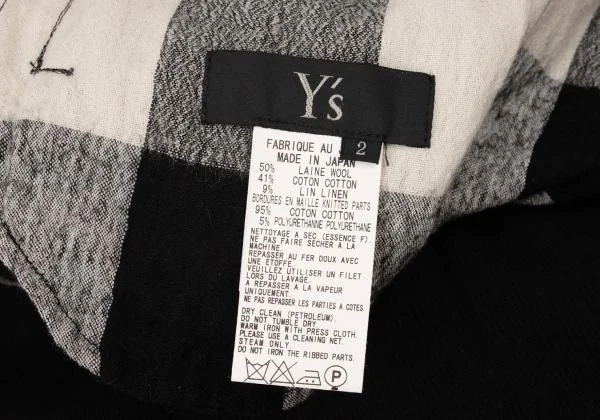 Y's
2
FABRIQUE AU
MADE IN JAPAN
50% LAINE WOOL
41% COTON COTTON
9% LIN LINEN
BORDURES EN MAILLE KNITTED PARTS
95% COTON COTTON
5% POLYURETHANNE POLYURETHANE
NETTOYAGE A SEC (ESSENCE F).
NE PAS FAIRE SECHER A LA
MACHINE.
REPASSER AU FER DOUX AVEC
UNE ETOFFE.
VEUILLEZ UTILISER UN FILET
LORS DU LAVAGE.
A REPASSER A LA VAPEUR
UNIQUEMENT.
NE PAS REPASSER LES PARTIES A COTES.
DRY CLEAN (PETROLEUM).
DO NOT TUMBLE DRY.
WARM IRON WITH PRESS CLOTH.
PLEASE USE A CLEANING NET.
STEAM ONLY.
DO NOT IRON THE RIBBED PARTS.
P